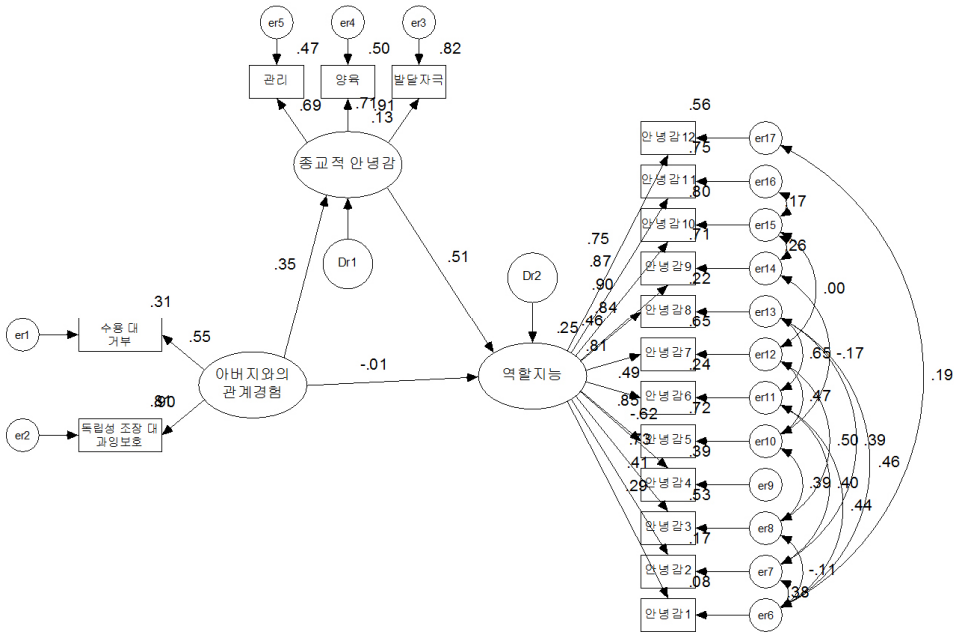 er5
er4
er3
.47
.50
.82
관리
양육
발달자극
.69
.71
.91
.13
종교적 안녕감
Dr1
.35
.51
.31
er1
수용 대
거부
.55
아버지와의
관계경험
-.01
er2
독립성 조장 대
과잉보호
.90
Dr2
.25
역할지능
.56
안녕감12
er17
.75
안녕감11
er16
.80
안녕감10
er15
.71
안녕감9
er14
.22
안녕감8
er13
.65
안녕감7
er12
.24
안녕감6
er11
.72
안녕감5
er10
.39
안녕감4
er9
.53
안녕감3
er8
.17
안녕감2
er7
.08
안녕감1
er6
.75
.87
.90
.84
.46
.81
.49
.85
-.62
.73
.41
.29
.17
.26
.00
.65
-.17
.19
.47
.50
.39
.46
.39
.40
.44
-.11
.38